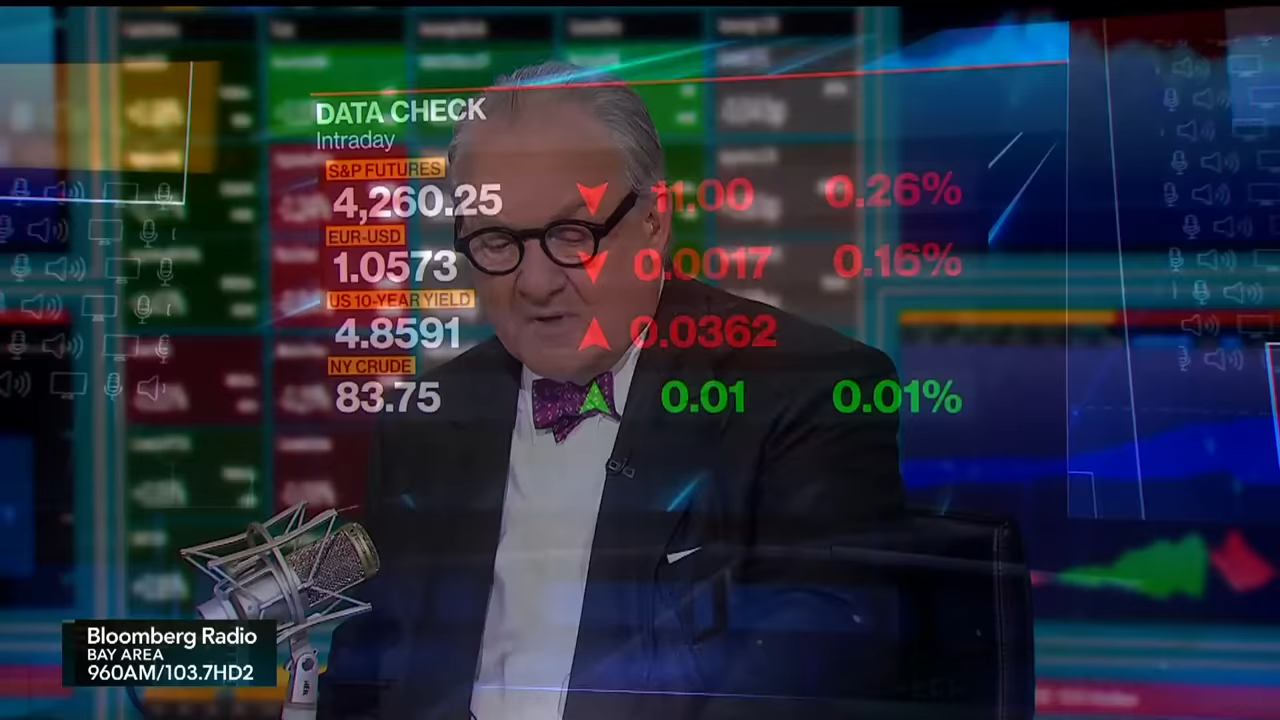 DATA CHECK
Intraday
S&P FUTURES
4,260.25 11.00 0.26%
EUR-USD
1.0573 0.0017 0.16%
US 10-YEAR YIELD
4.8591 0.0362
NY CRUDE
83.75 0.01 0.01%
Bloomberg Radio
BAY AREA
960AM/103.7HD2